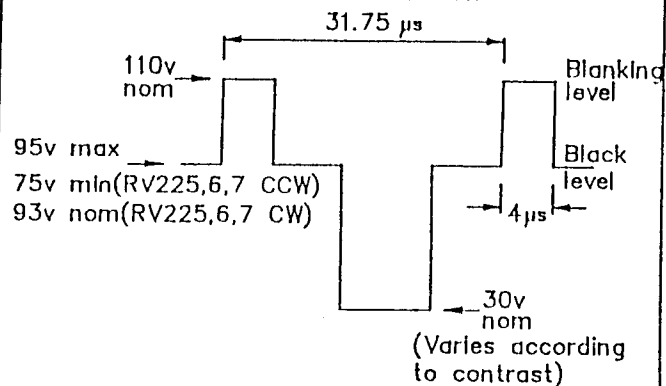 31.75 µs
110v
nom
Blanking
level
95v max
75v min(RV225,6,7 CCW)
93v nom(RV225,6,7 CW)
Black
level
4µs
30v
nom
(Varies according
to contrast)